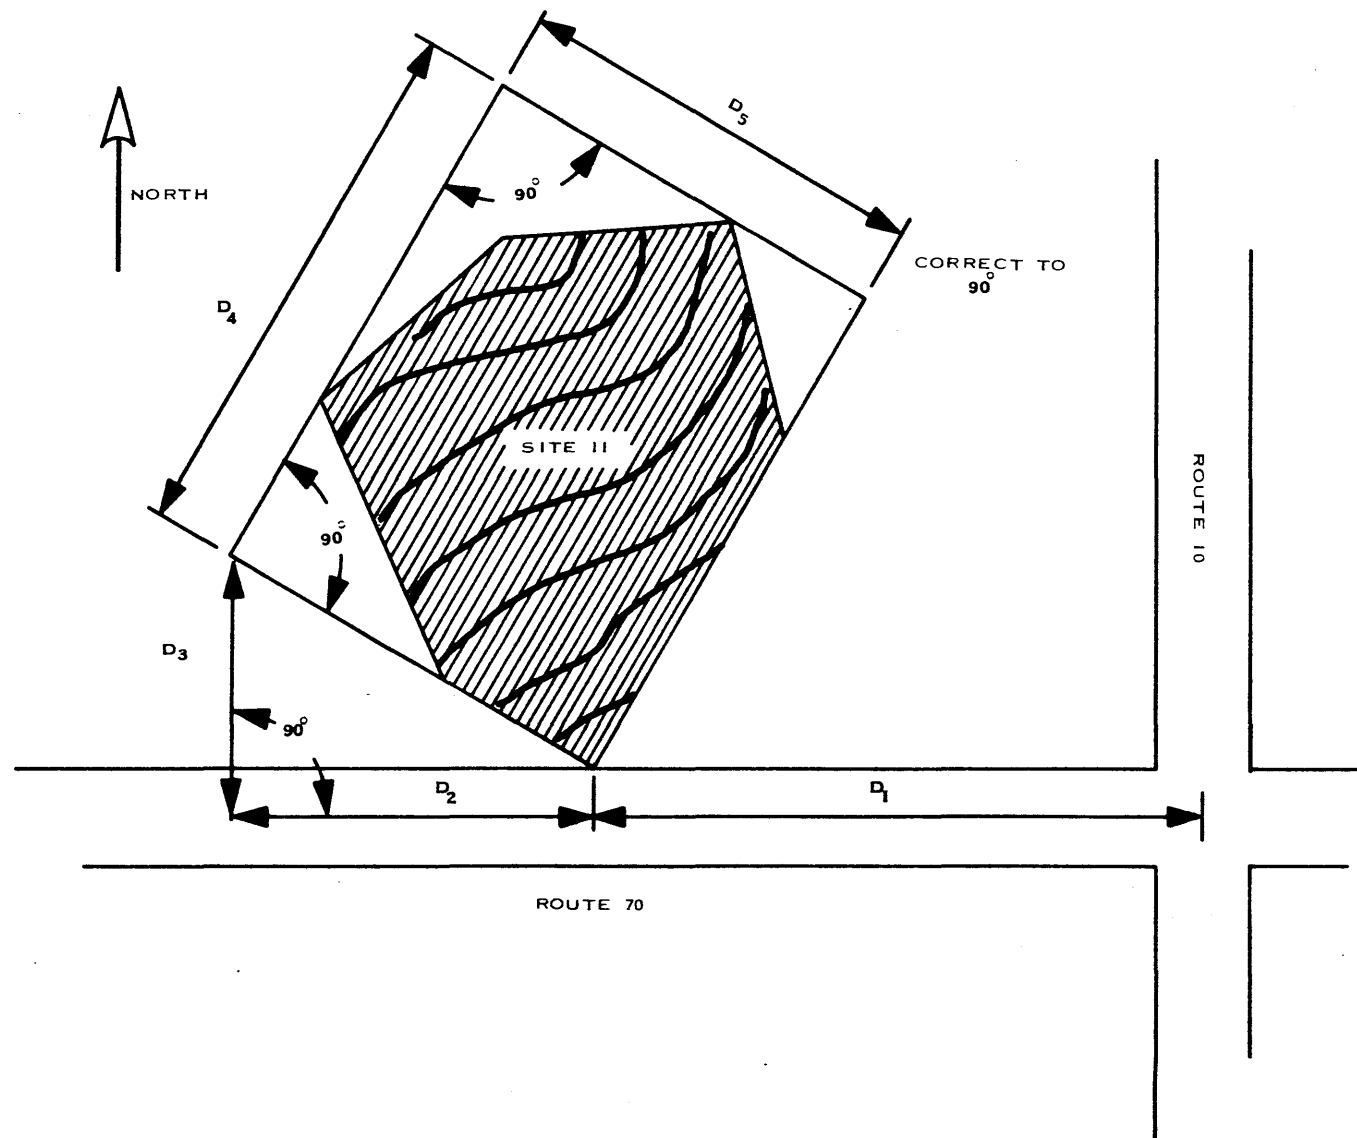 D5
90°
NORTH
CORRECT TO
90°
D4
SITE 11
ROUTE 10
90°
D3
90°
D2
D1
ROUTE 70